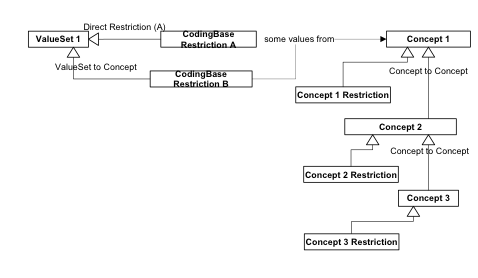 Direct Restriction (A)
ValueSet 1
CodingBase
Restriction A
some values from
Concept 1
ValueSet to Concept
CodingBase
Restriction B
Concept to Concept
Concept 1 Restriction
Concept 2
Concept to Concept
Concept 2 Restriction
Concept 3
Concept 3 Restriction